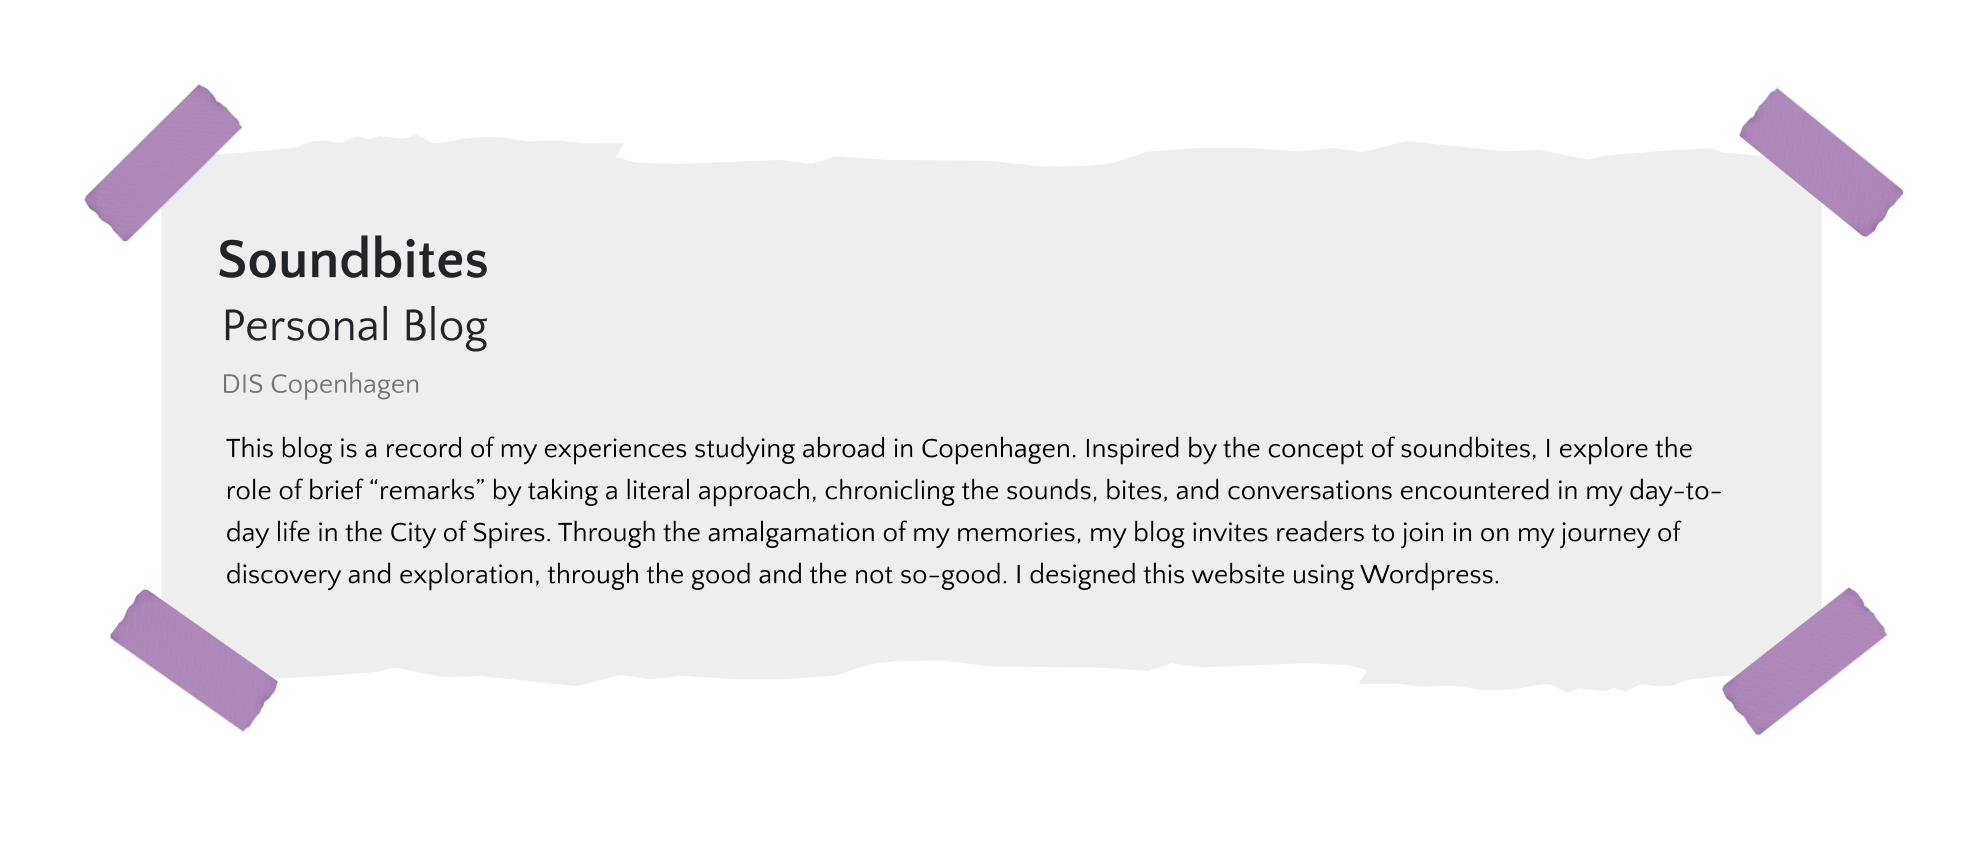 Soundbites
Personal Blog
DIS Copenhagen
This blog is a record of my experiences studying abroad in Copenhagen. Inspired by the concept of soundbites, I explore the
role of brief “remarks” by taking a literal approach, chronicling the sounds, bites, and conversations encountered in my day-to-
day life in the City of Spires. Through the amalgamation of my memories, my blog invites readers to join in on my journey of
discovery and exploration, through the good and the not so-good. I designed this website using Wordpress.